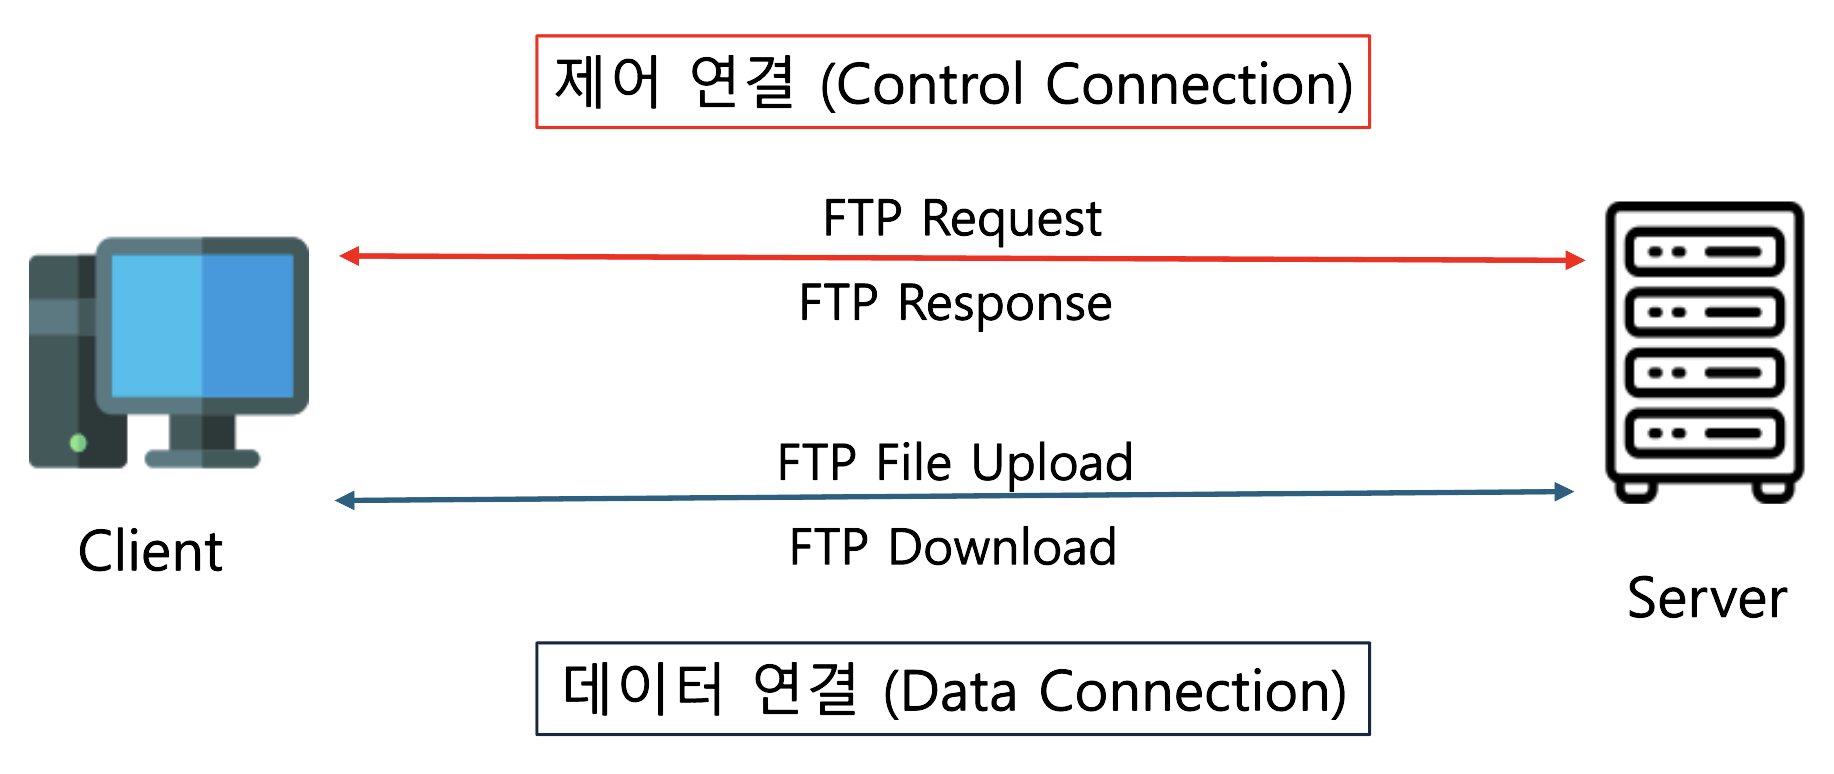 제어 연결 (Control Connection)
FTP Request
FTP Response
FTP File Upload
FTP Download
Client
Server
데이터 연결 (Data Connection)